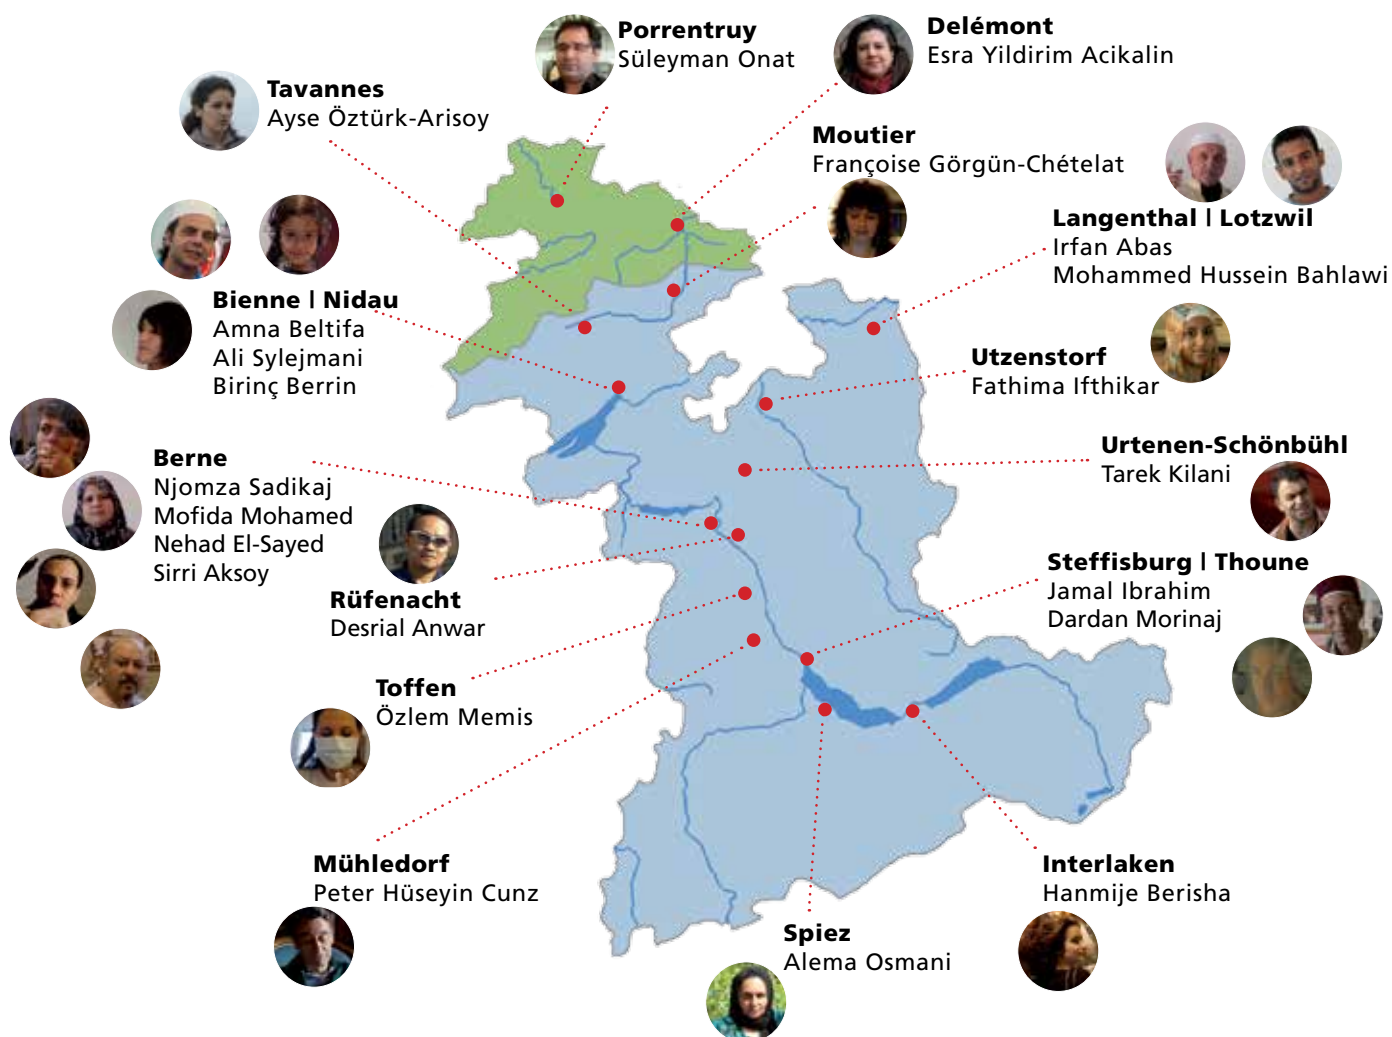 Porrentruy
Süleyman Onat
Delémont
Esra Yildirim Acikalin
Tavannes
Ayse Öztürk-Arisoy
Moutier
Françoise Görgün-Chételat
Langenthal | Lotzwil
Irfan Abas
Mohammed Hussein Bahlawi
Bienne | Nidau
Amna Beltifa
Ali Sylejmani
Birinç Berrin
Utzenstorf
Fathima Ifthikar
Berne
Njomza Sadikaj
Mofida Mohamed
Nehad El-Sayed
Sirri Aksoy
Urtenen-Schönbühl
Tarek Kilani
Rüfenacht
Desrial Anwar
Steffisburg | Thoune
Jamal Ibrahim
Dardan Morinaj
Toffen
Özlem Memis
Mühledorf
Peter Hüseyin Cunz
Interlaken
Hanmije Berisha
Spiez
Alema Osmani